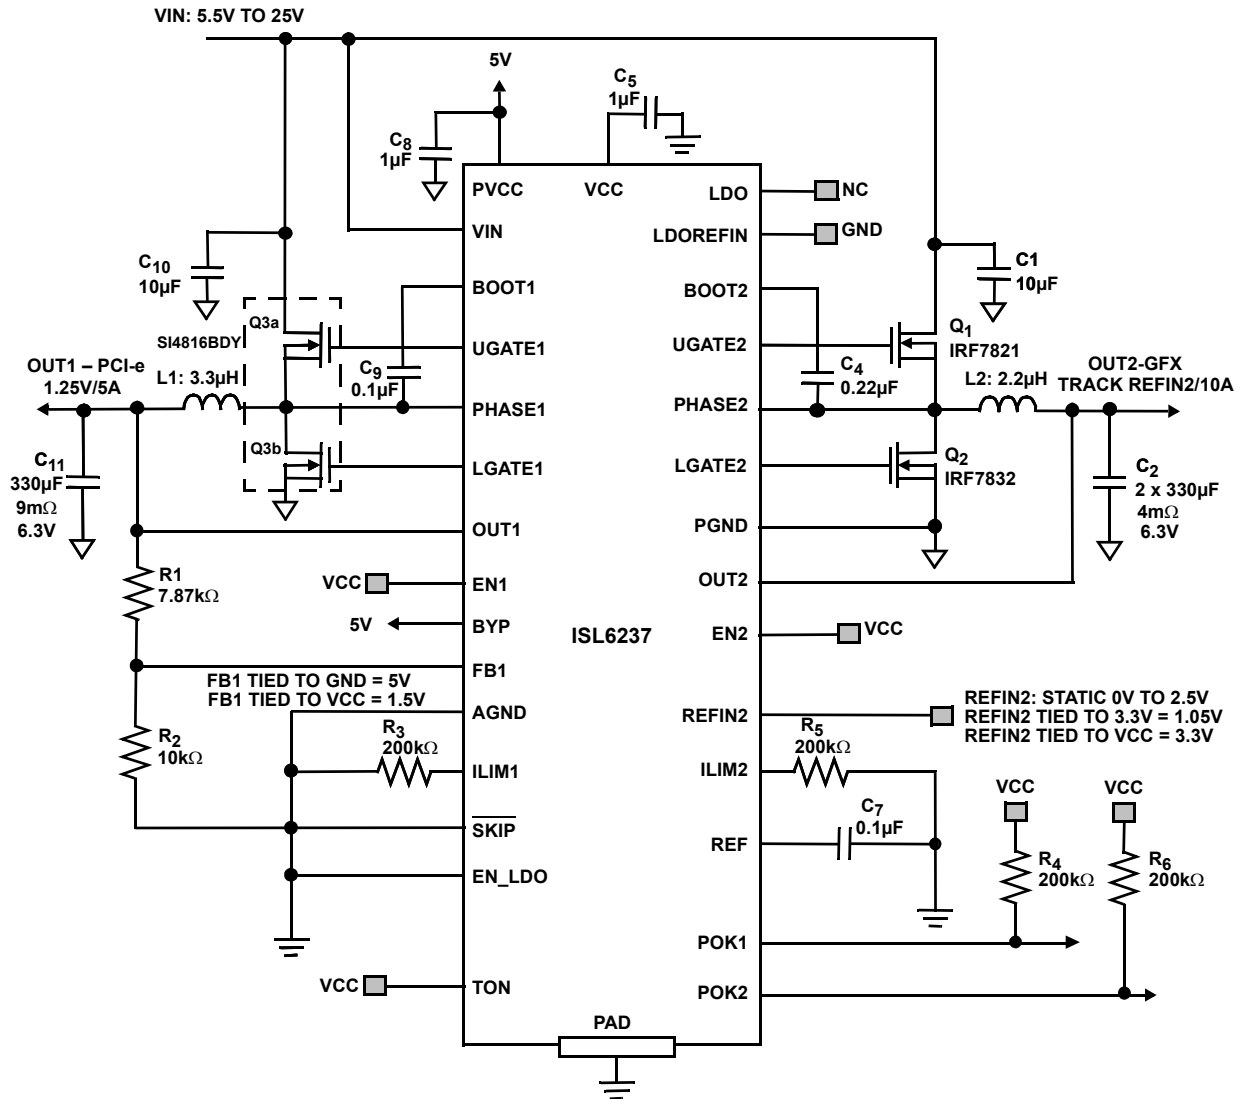 VIN: 5.5V TO 25V
5V
C5
1µF
C8
1µF
PVCC
VCC
LDO
NC
VIN
LDOREFIN
GND
C10
10µF
C1
10µF
BOOT1
BOOT2
Q3a
SI4816BDY
UGATE1
UGATE2
Q1
IRF7821
OUT1 – PCI-e
1.25V/5A
L1: 3.3µH
C9
0.1µF
C4
0.22µF
L2: 2.2µH
OUT2-GFX
TRACK REFIN2/10A
PHASE1
PHASE2
Q3b
LGATE1
LGATE2
Q2
IRF7832
C11
330µF
9mΩ
6.3V
C2
2 x 330µF
4mΩ
6.3V
OUT1
PGND
R1
7.87kΩ
VCC
EN1
OUT2
5V
BYP
ISL6237
EN2
VCC
FB1
FB1 TIED TO GND = 5V
FB1 TIED TO VCC = 1.5V
AGND
REFIN2
REFIN2: STATIC 0V TO 2.5V
REFIN2 TIED TO 3.3V = 1.05V
REFIN2 TIED TO VCC = 3.3V
R2
10kΩ
R3
200kΩ
ILIM1
R5
200kΩ
ILIM2
VCC
VCC
SKIP
C7
0.1µF
REF
R4
200kΩ
R6
200kΩ
EN_LDO
POK1
VCC
TON
POK2
PAD